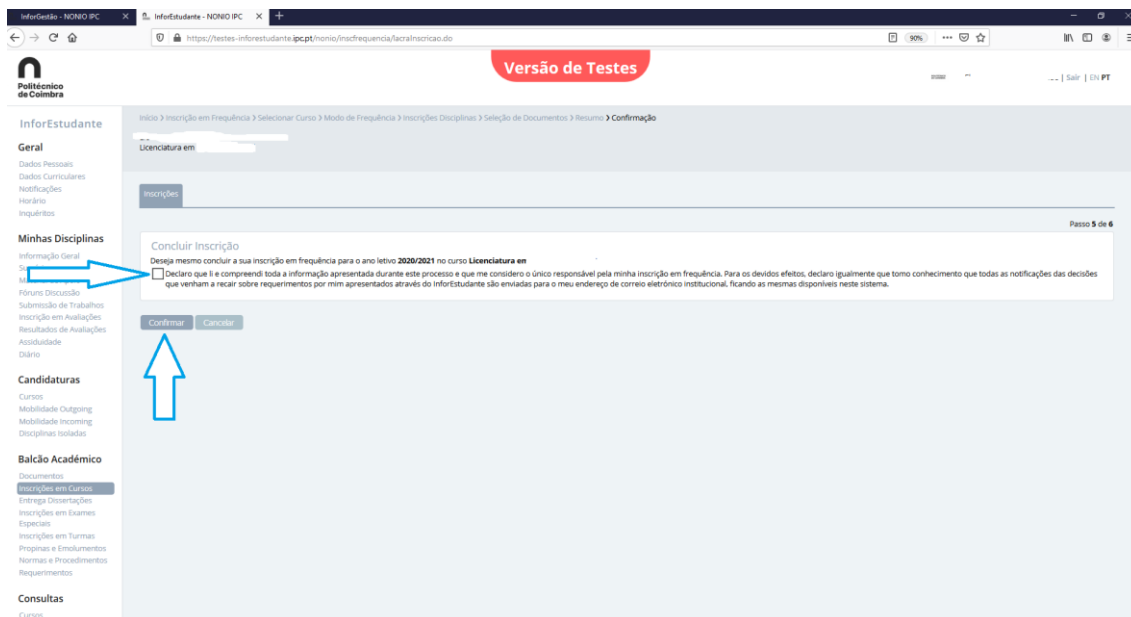 InforGestão - NONIO IPC
InforEstudante - NONIO IPC
https://testes-inforestudante.ipc.pt/nonio/inscfrequencia/lacraInscricao.do
90%
Politécnico
de Coimbra
Versão de Testes
| Sair | EN PT
InforEstudante
Início > Inscrição em Frequência > Selecionar Curso > Modo de Frequência > Inscrições Disciplinas > Seleção de Documentos > Resumo > Confirmação
Licenciatura em
Geral
Dados Pessoais
Dados Curriculares
Notificações
Horário
Inquéritos
Inscrições
Passo 5 de 6
Minhas Disciplinas
Informação Geral
Fóruns Discussão
Submissão de Trabalhos
Inscrição em Avaliações
Resultados de Avaliações
Assiduidade
Diário
Concluir Inscrição
Deseja mesmo concluir a sua inscrição em frequência para o ano letivo 2020/2021 no curso Licenciatura em
Declaro que li e compreendi toda a informação apresentada durante este processo e que me considero o único responsável pela minha inscrição em frequência. Para os devidos efeitos, declaro igualmente que tomo conhecimento que todas as notificações das decisões
que venham a recair sobre requerimentos por mim apresentados através do InforEstudante são enviadas para o meu endereço de correio eletrónico institucional, ficando as mesmas disponíveis neste sistema.
Confirmar
Cancelar
Candidaturas
Cursos
Mobilidade Outgoing
Mobilidade Incoming
Disciplinas Isoladas
Balcão Académico
Documentos
Inscrições em Cursos
Entrega Dissertações
Inscrições em Exames
Especiais
Inscrições em Turmas
Propinas e Emolumentos
Normas e Procedimentos
Requerimentos
Consultas
Cursos